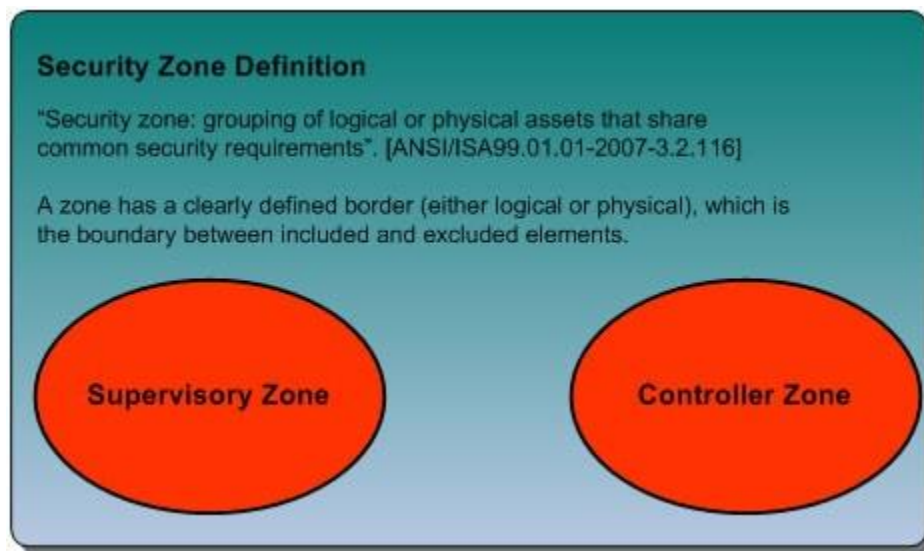 Security Zone Definition
"Security zone: grouping of logical or physical assets that share
common security requirements". [ANSI/ISA99.01.01-2007-3.2.116]
A zone has a clearly defined border (either logical or physical), which is
the boundary between included and excluded elements.
Supervisory Zone
Controller Zone